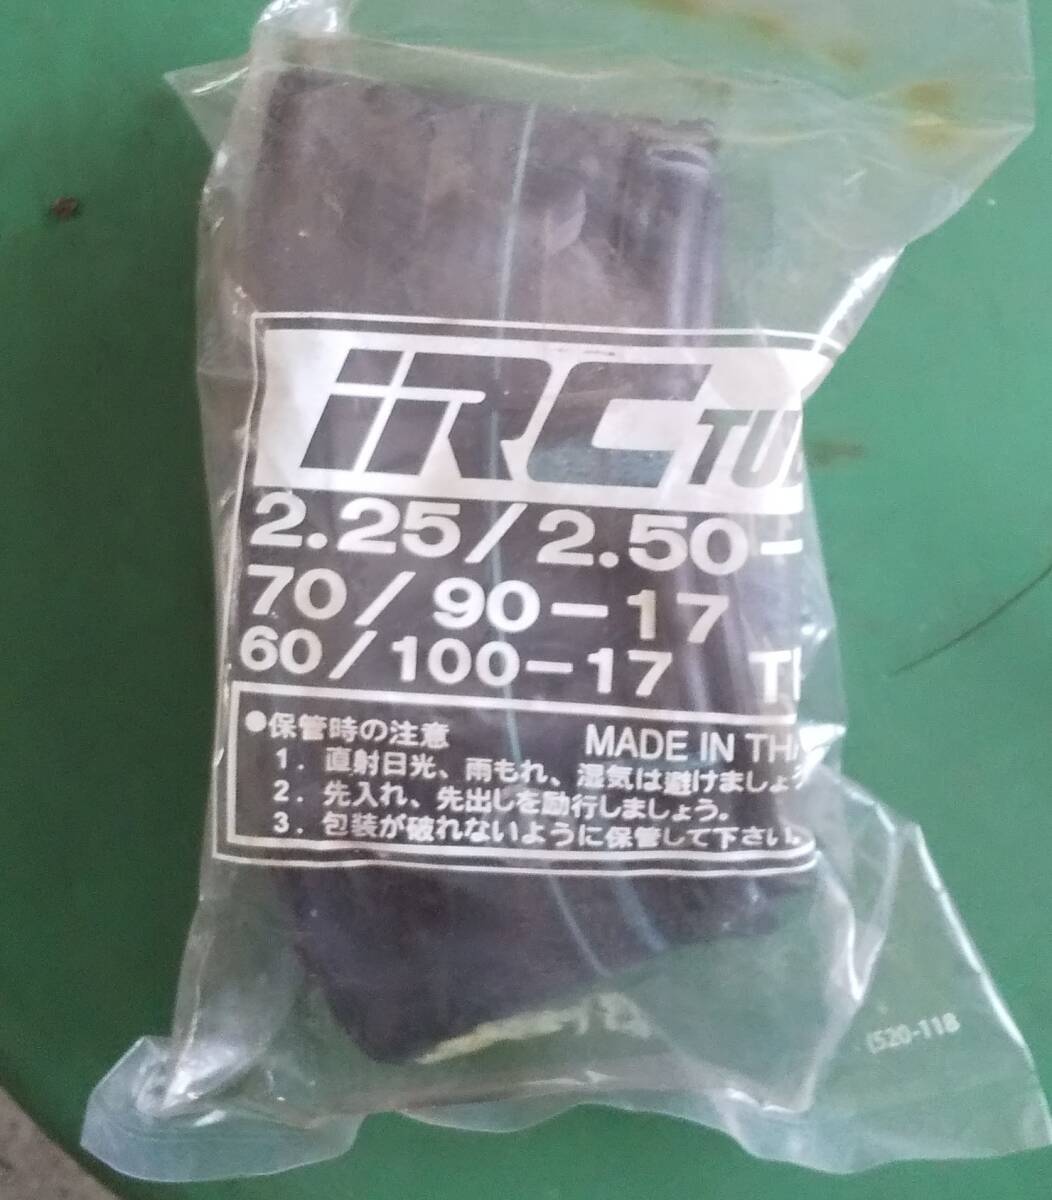 iRC TU
2.25/2.50-
70/90-17
60/100-17 T
●保管時の注意 MADE IN THA
1. 直射日光、雨もれ、湿気は避けましょう
2. 先入れ、先出しを励行しましょう。
3. 包装が破れないように保管して下さい。
520-118